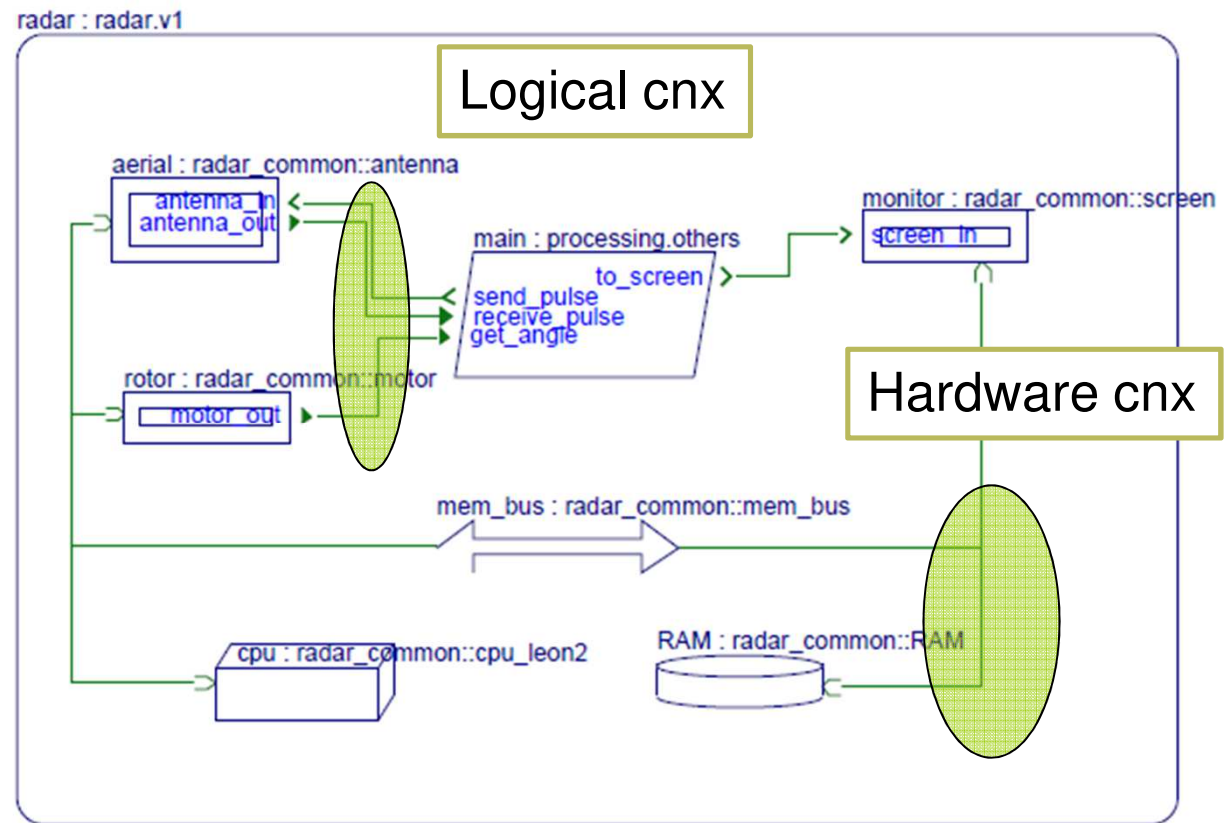 radar : radar.v1
Logical cnx
aerial : radar_common::antenna
antenna_in
antenna_out
monitor : radar_common::screen
screen_in
main : processing.others
to_screen
send_pulse
receive_pulse
get_angle
rotor : radar_common::motor
motor_out
Hardware cnx
mem_bus : radar_common::mem_bus
cpu : radar_common::cpu_leon2
RAM : radar_common::RAM